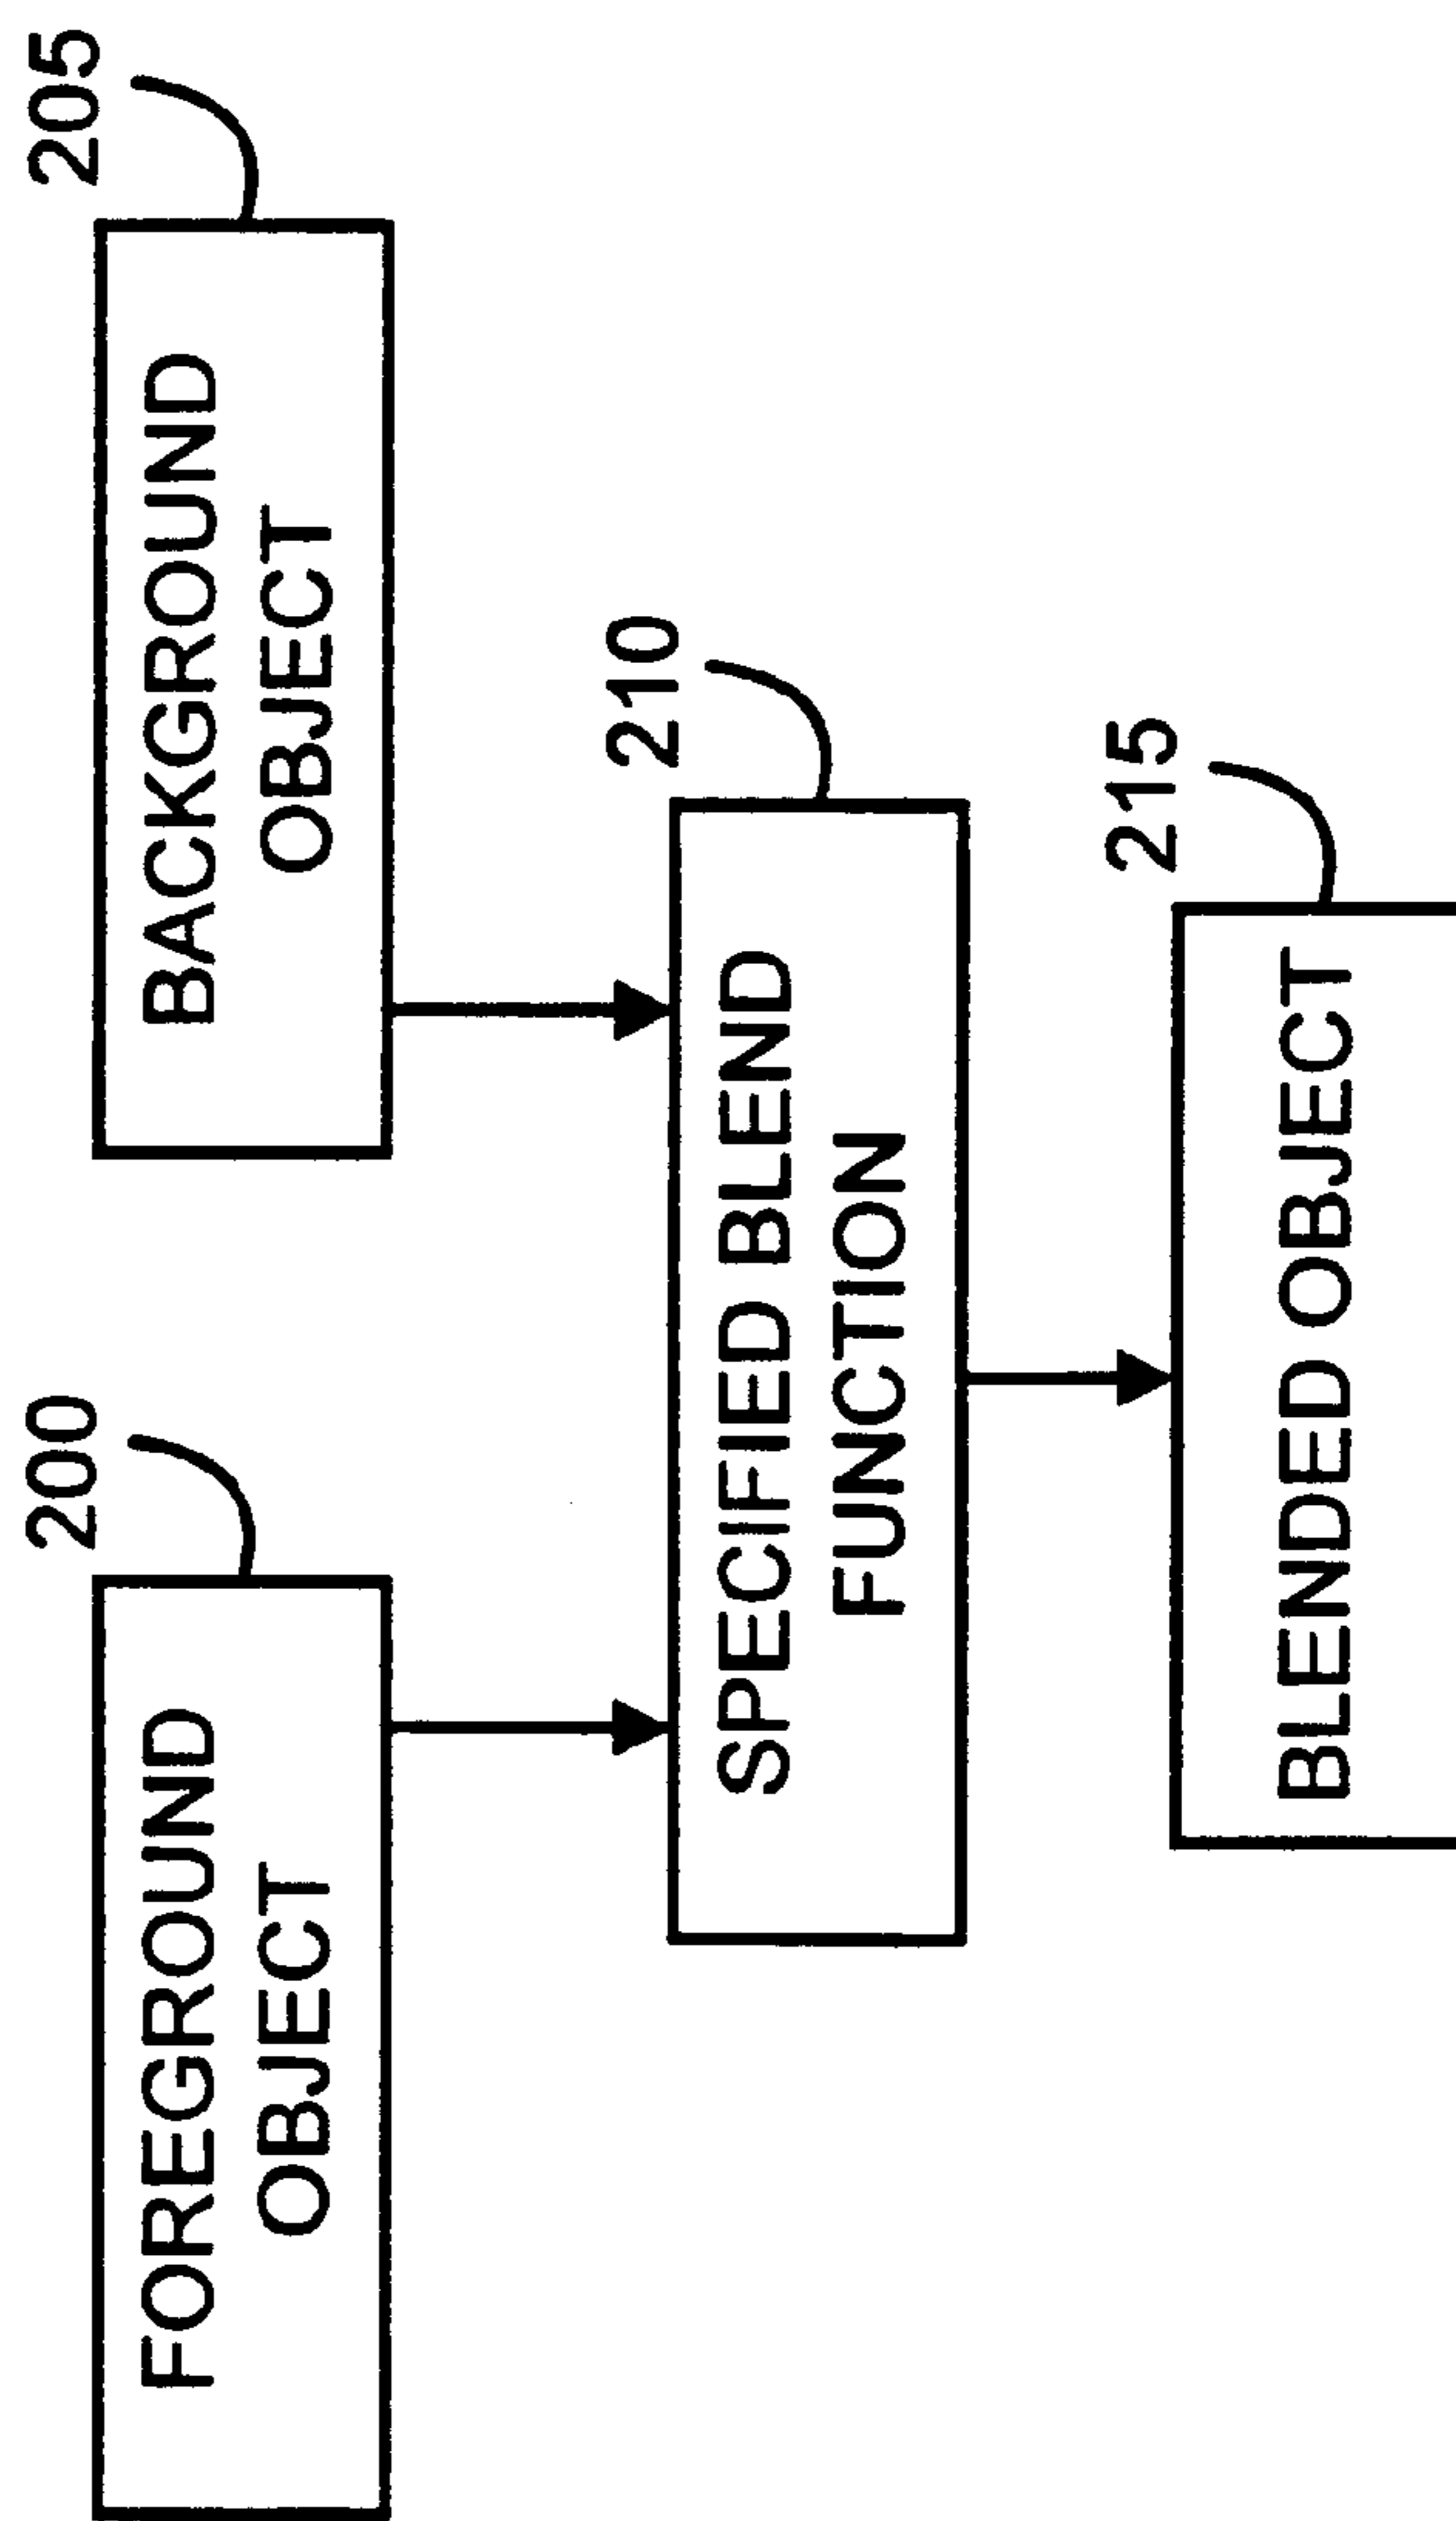 200
FOREGROUND
OBJECT
205
BACKGROUND
OBJECT
210
SPECIFIED BLEND
FUNCTION
215
BLENDED OBJECT